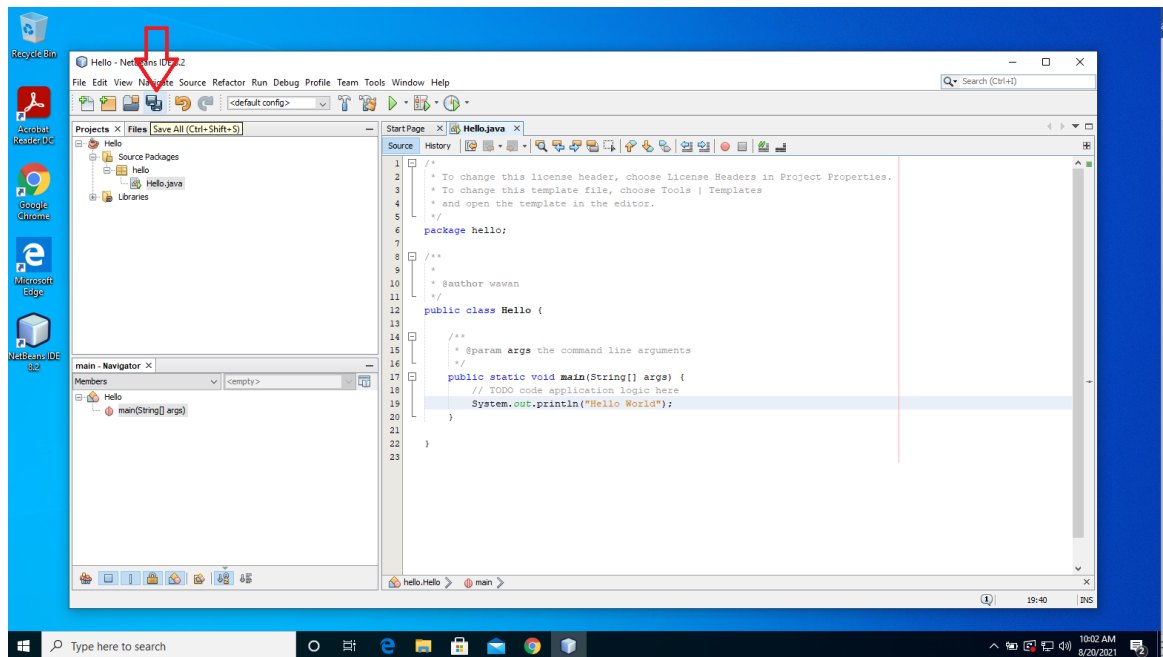 Recycle Bin
Acrobat
Reader DC
Google
Chrome
Microsoft
Edge
NetBeans IDE
8.2
Hello - NetBeans IDE 8.2
File Edit View Navigate Source Refactor Run Debug Profile Team Tools Window Help
Search (Ctrl+I)
<default config>
Projects Files Save All (Ctrl+Shift+S)
Hello
Source Packages
hello
Hello.java
Libraries
main - Navigator
Members <empty>
Hello
main(String[] args)
Start Page Hello.java
Source History
1 /*
2 * To change this license header, choose License Headers in Project Properties.
3 * To change this template file, choose Tools | Templates
4 * and open the template in the editor.
5 */
6 package hello;
7
8 /**
9 *
10 * @author wawan
11 */
12 public class Hello {
13
14 /**
15 * @param args the command line arguments
16 */
17 public static void main(String[] args) {
18 // TODO code application logic here
19 System.out.println("Hello World");
20 }
21
22 }
23
hello.Hello main
1 19:40 INS
Type here to search
10:02 AM
8/20/2021
2